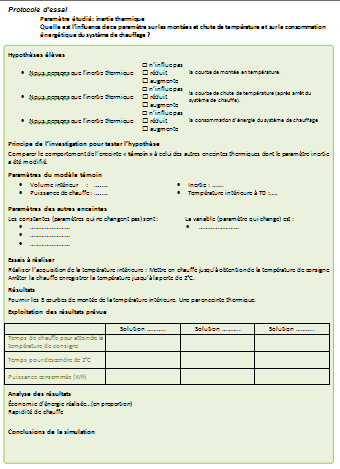 Protocole d'essai
Paramètre étudié : inertie thermique
Quelle est l'influence de ce paramètre sur les montées et chute de température et sur la consommation
énergétique du système de chauffage ?
Hypothèses élèves
☐ n'influe pas
• Nous pensons que l'inertie thermique ☐ réduit la courbe de montée en température.
☐ augmente
☐ n'influe pas
• Nous pensons que l'inertie thermique ☐ réduit la courbe de chute de température (après arrêt du
système de chauffe).
☐ augmente
☐ n'influe pas
• Nous pensons que l'inertie thermique ☐ réduit la consommation d'énergie du système de chauffage
☐ augmente
Principe de l'investigation pour tester l'hypothèse
Comparer le comportement de l'enceinte « témoin » à celui des autres enceintes thermiques dont le paramètre inertie
a été modifié.
Paramètres du modèle témoin
• Volume intérieur : ........ • Inertie : .......
• Puissance de chauffe : ........ • Température intérieure à T0 :.....
Paramètres des autres enceintes
Les constantes (paramètres qui ne changent pas) sont : La variable (paramètre qui change) est :
• ..................... • .....................
• .....................
• .....................
Essais à réaliser
Réaliser l'acquisition de la température intérieure : Mettre en chauffe jusqu'à obtention de la température de consigne
Arrêter la chauffe enregistrer la température jusqu'à la perte de 2°C.
Résultats
Fournir les 3 courbes de montée de la température intérieure. Une par enceinte thermique.
Exploitation des résultats prévue
Solution .......... Solution .......... Solution ..........
Temps de chauffe pour atteindre la
température de consigne
Temps pour descendre de 2°C
Puissance consommée (Wh)
Analyse des résultats
Économie d'énergie réalisée...(en proportion)
Rapidité de chauffe
Conclusions de la simulation